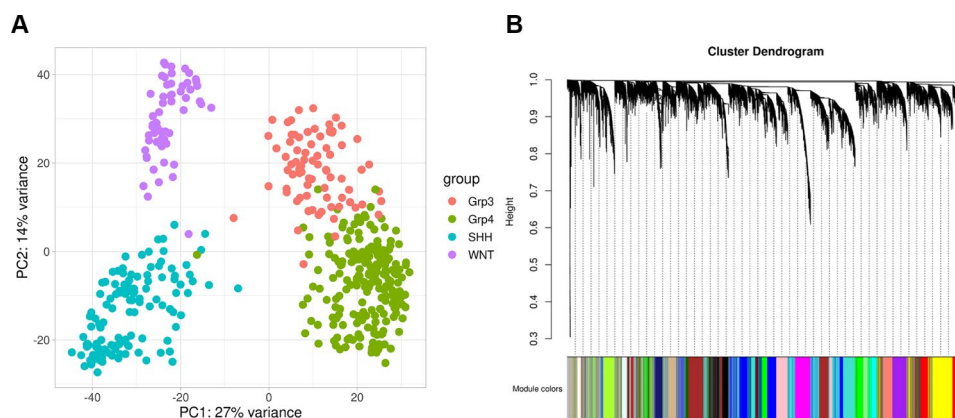 A
40
20
0
-20
PC2: 14% variance
-40
-20
0
20
PC1: 27% variance
group
Grp3
Grp4
SHH
WNT
B
Cluster Dendrogram
1.0
0.9
0.8
0.7
0.6
0.5
0.4
0.3
Height
Module colors